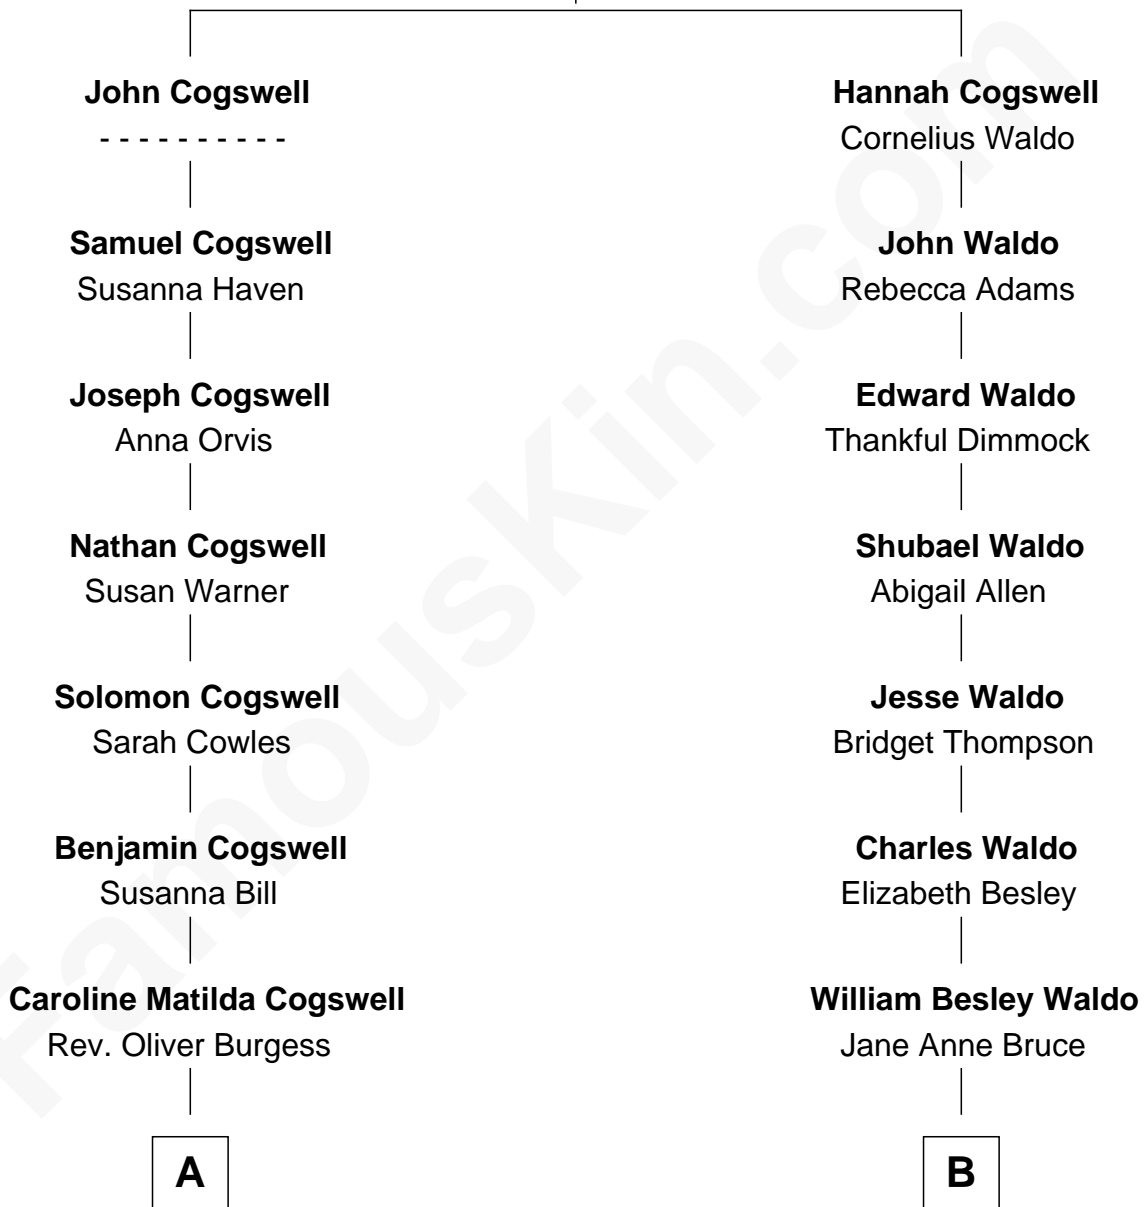 John Cogswell
- - - - - - - - - -
Samuel Cogswell
Susanna Haven
Joseph Cogswell
Anna Orvis
Nathan Cogswell
Susan Warner
Solomon Cogswell
Sarah Cowles
Benjamin Cogswell
Susanna Bill
Caroline Matilda Cogswell
Rev. Oliver Burgess
A
Hannah Cogswell
Cornelius Waldo
John Waldo
Rebecca Adams
Edward Waldo
Thankful Dimmock
Shubael Waldo
Abigail Allen
Jesse Waldo
Bridget Thompson
Charles Waldo
Elizabeth Besley
William Besley Waldo
Jane Anne Bruce
B
FamousKin.com